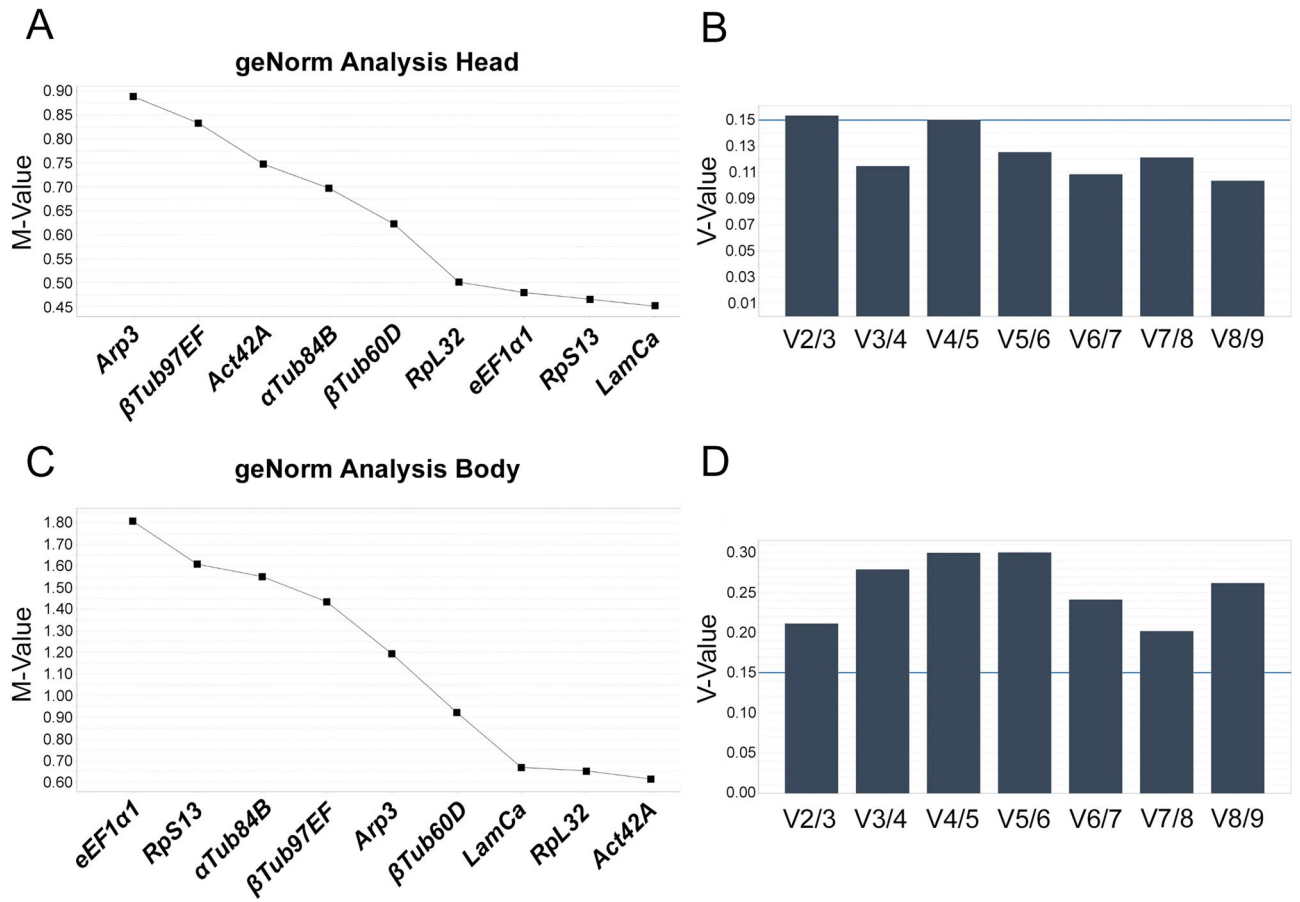 A
geNorm Analysis Head
M-Value
0.90
0.85
0.80
0.75
0.70
0.65
0.60
0.55
0.50
0.45
Arp3
βTub97EF
Act42A
αTub84B
βTub60D
RpL32
eEF1α1
RpS13
LamCa
B
V-Value
0.15
0.13
0.11
0.09
0.07
0.05
0.03
0.01
V2/3
V3/4
V4/5
V5/6
V6/7
V7/8
V8/9
C
geNorm Analysis Body
M-Value
1.80
1.70
1.60
1.50
1.40
1.30
1.20
1.10
1.00
0.90
0.80
0.70
0.60
eEF1α1
RpS13
αTub84B
βTub97EF
Arp3
βTub60D
LamCa
RpL32
Act42A
D
V-Value
0.30
0.25
0.20
0.15
0.10
0.05
0.00
V2/3
V3/4
V4/5
V5/6
V6/7
V7/8
V8/9